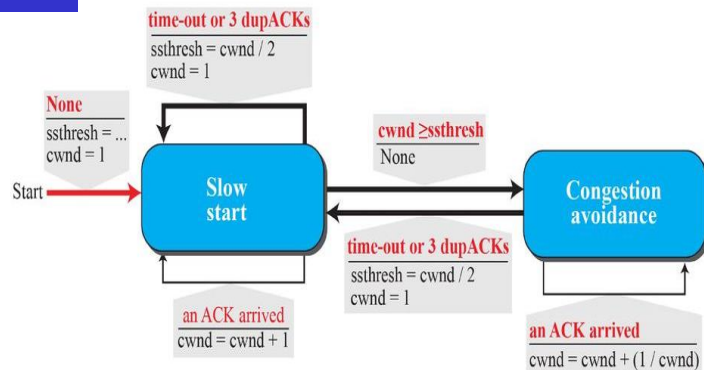 time-out or 3 dupACKs
ssthresh = cwnd / 2
cwnd = 1
None
ssthresh = ...
cwnd = 1
Start
Slow
start
cwnd ≥ssthresh
None
Congestion
avoidance
time-out or 3 dupACKs
ssthresh = cwnd / 2
cwnd = 1
an ACK arrived
cwnd = cwnd + 1
an ACK arrived
cwnd = cwnd + (1 / cwnd)